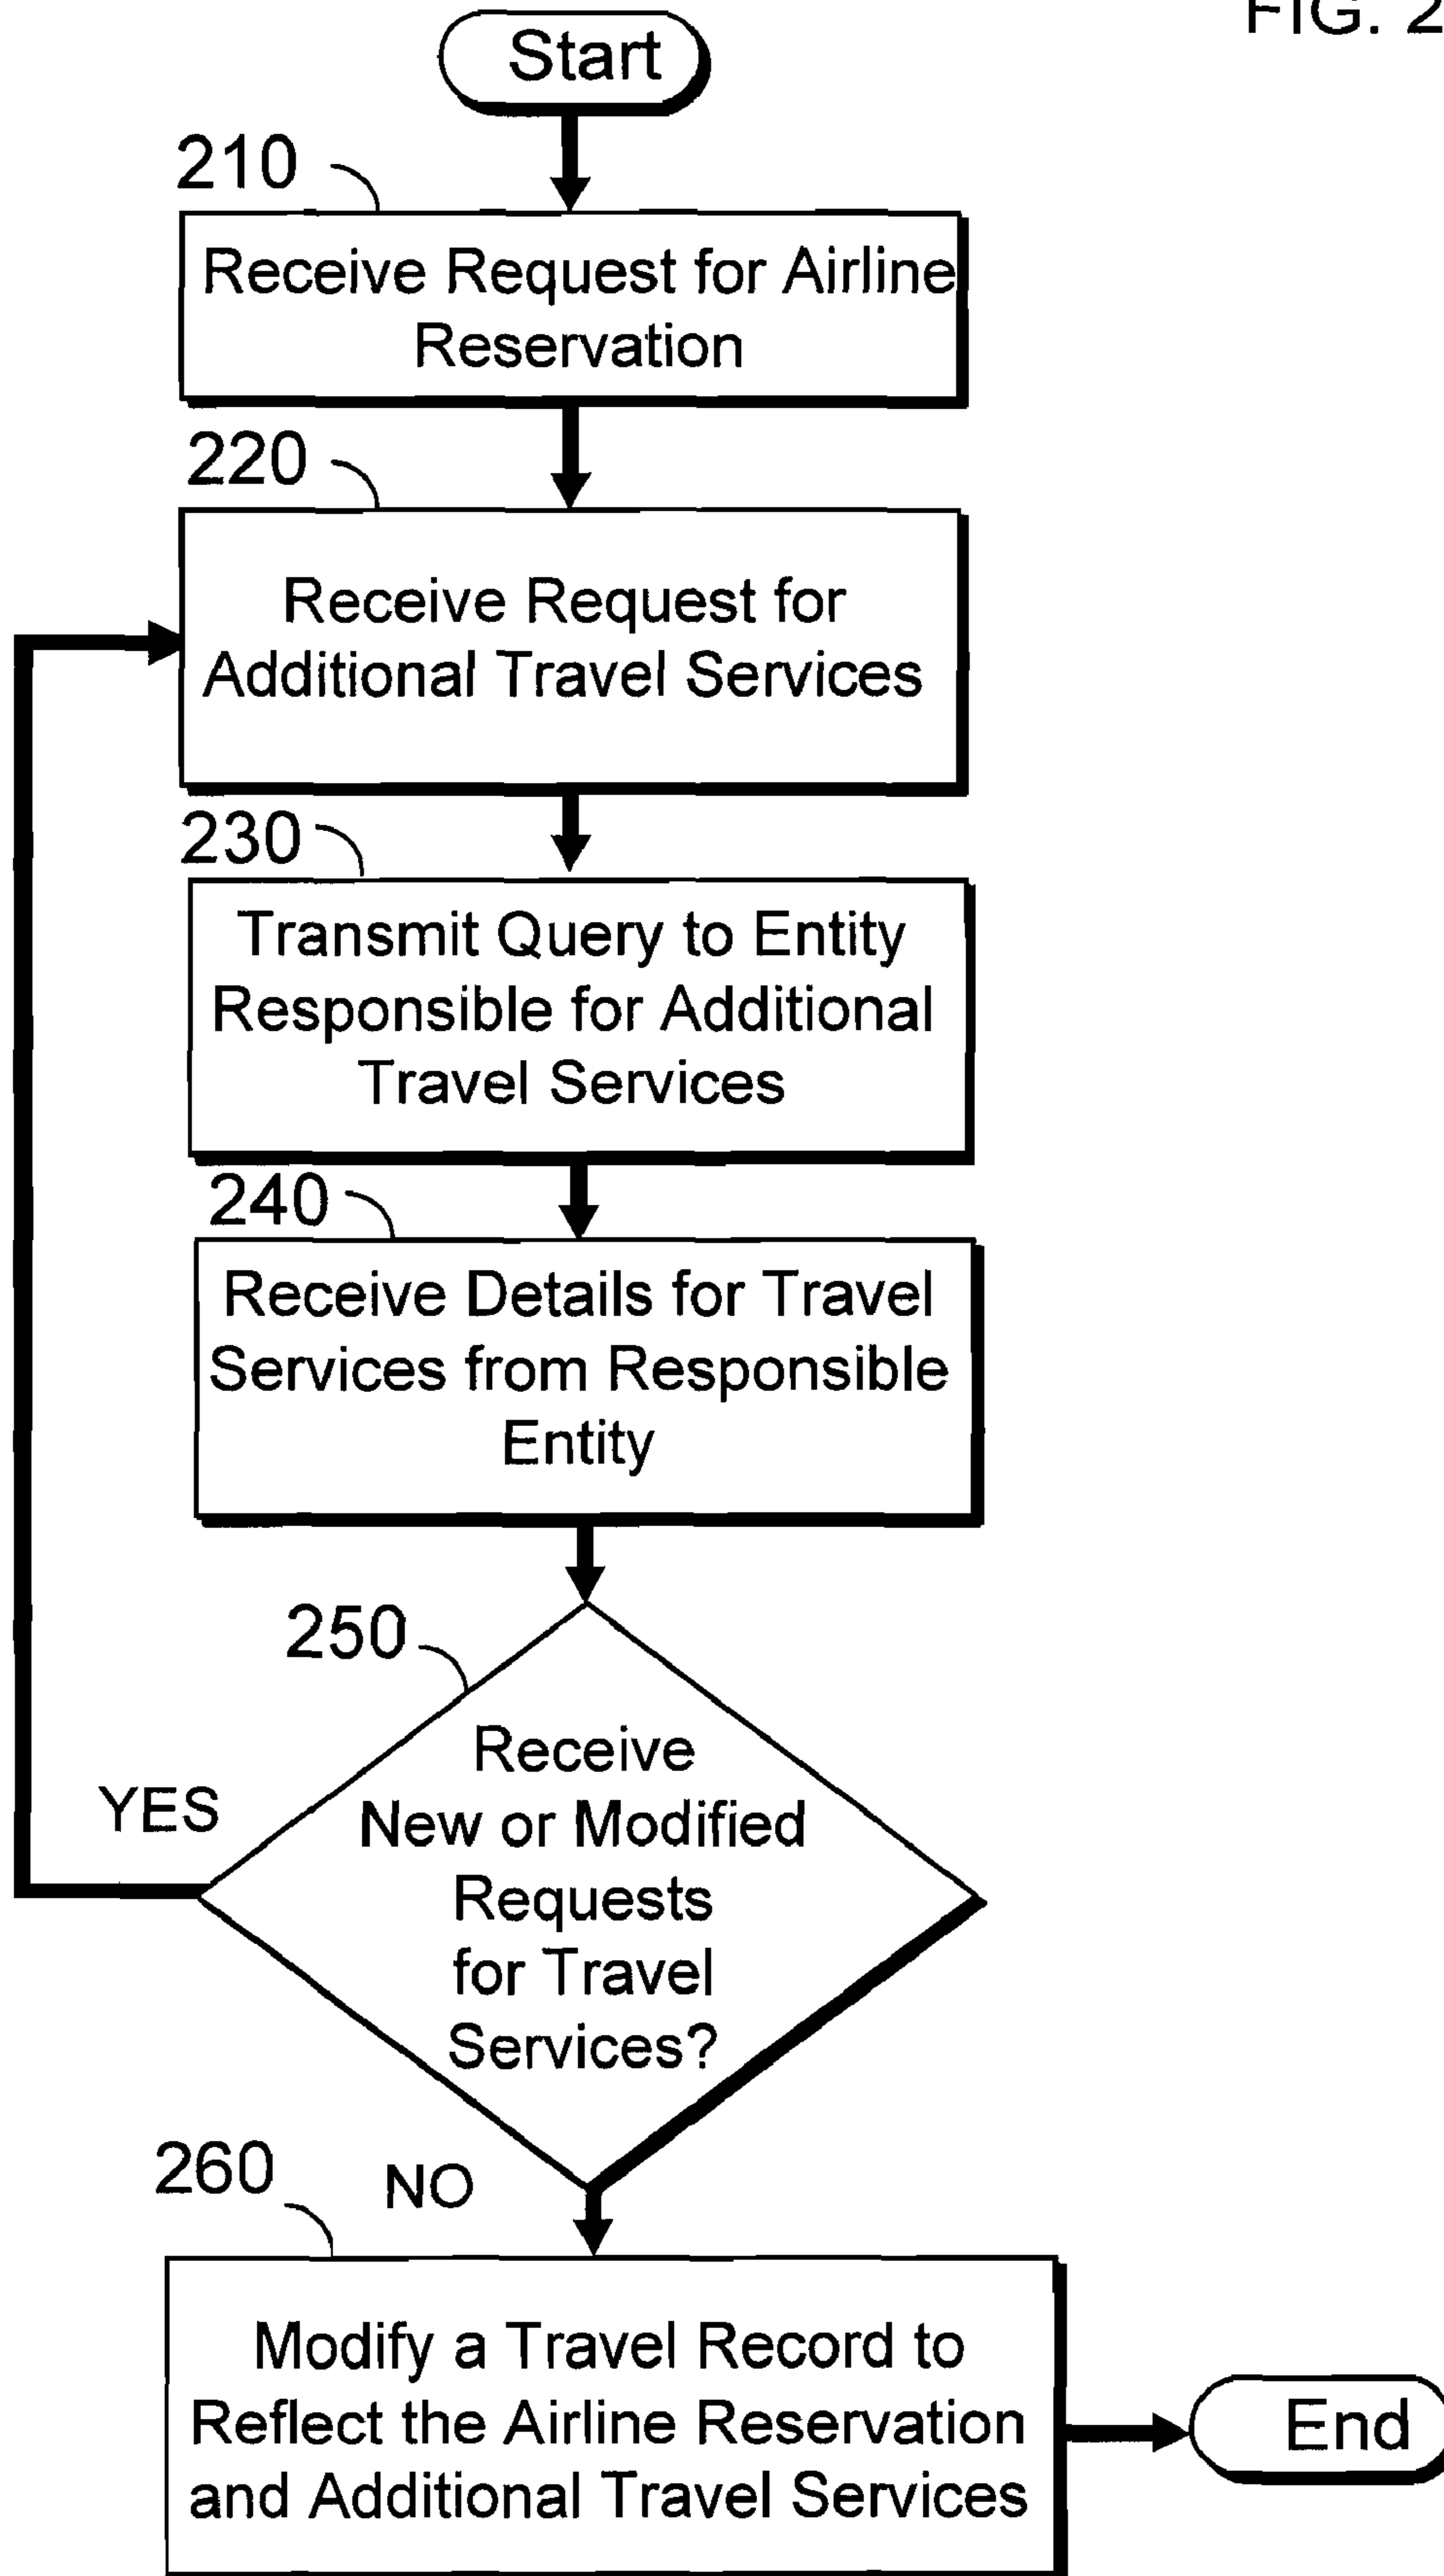 FIG. 2
Start
210
Receive Request for Airline
Reservation
220
Receive Request for
Additional Travel Services
230
Transmit Query to Entity
Responsible for Additional
Travel Services
240
Receive Details for Travel
Services from Responsible
Entity
250
Receive
New or Modified
Requests
for Travel
Services?
YES
NO
260
Modify a Travel Record to
Reflect the Airline Reservation
and Additional Travel Services
End